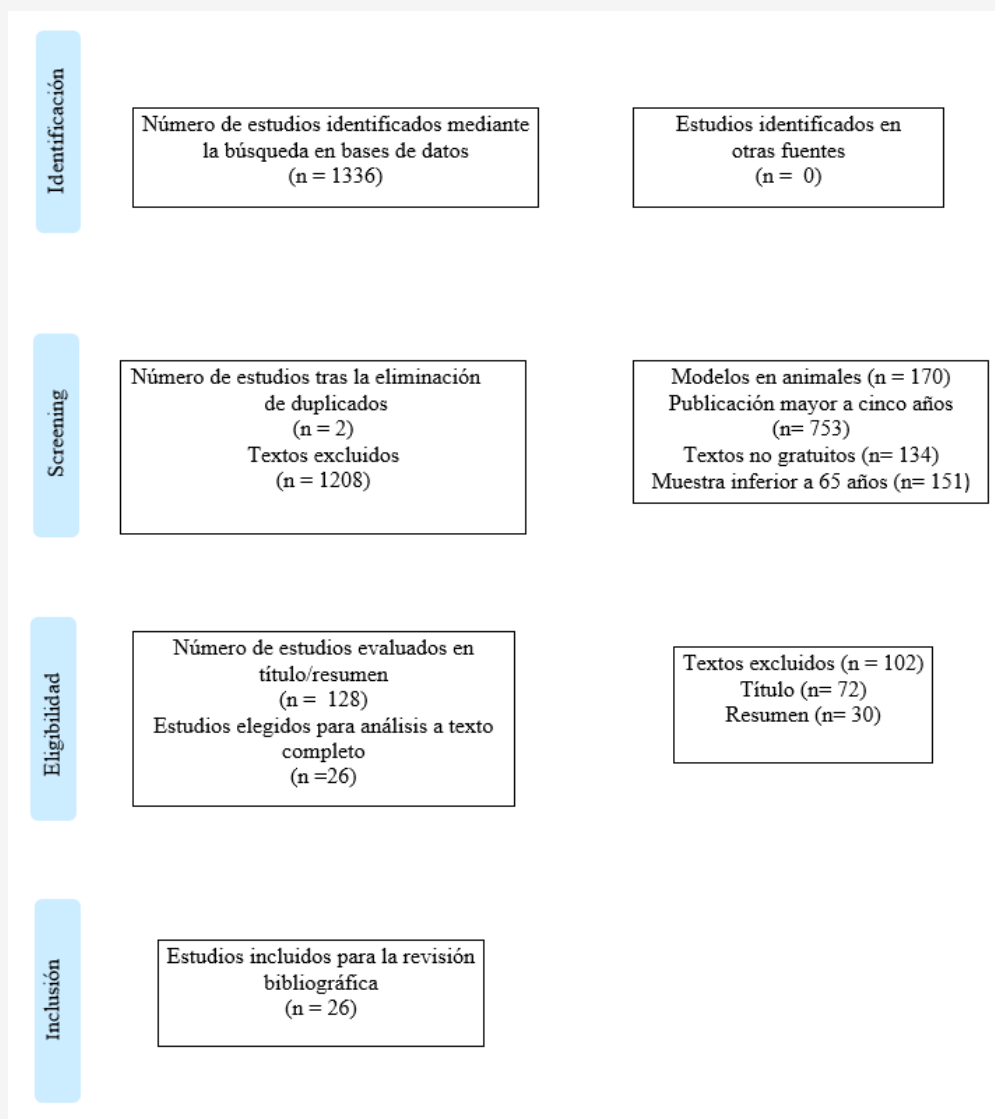 Identificación
Número de estudios identificados mediante
la búsqueda en bases de datos
(n = 1336)
Estudios identificados en
otras fuentes
(n =  0)
Screening
Número de estudios tras la eliminación
de duplicados
(n = 2)
Textos excluidos
(n = 1208)
Modelos en animales (n = 170)
Publicación mayor a cinco años
(n= 753)
Textos no gratuitos (n= 134)
Muestra inferior a 65 años (n= 151)
Eligibilidad
Número de estudios evaluados en
título/resumen
(n =  128)
Estudios elegidos para análisis a texto
completo
(n =26)
Textos excluidos (n = 102)
Título (n= 72)
Resumen (n= 30)
Inclusión
Estudios incluidos para la revisión
bibliográfica
(n = 26)